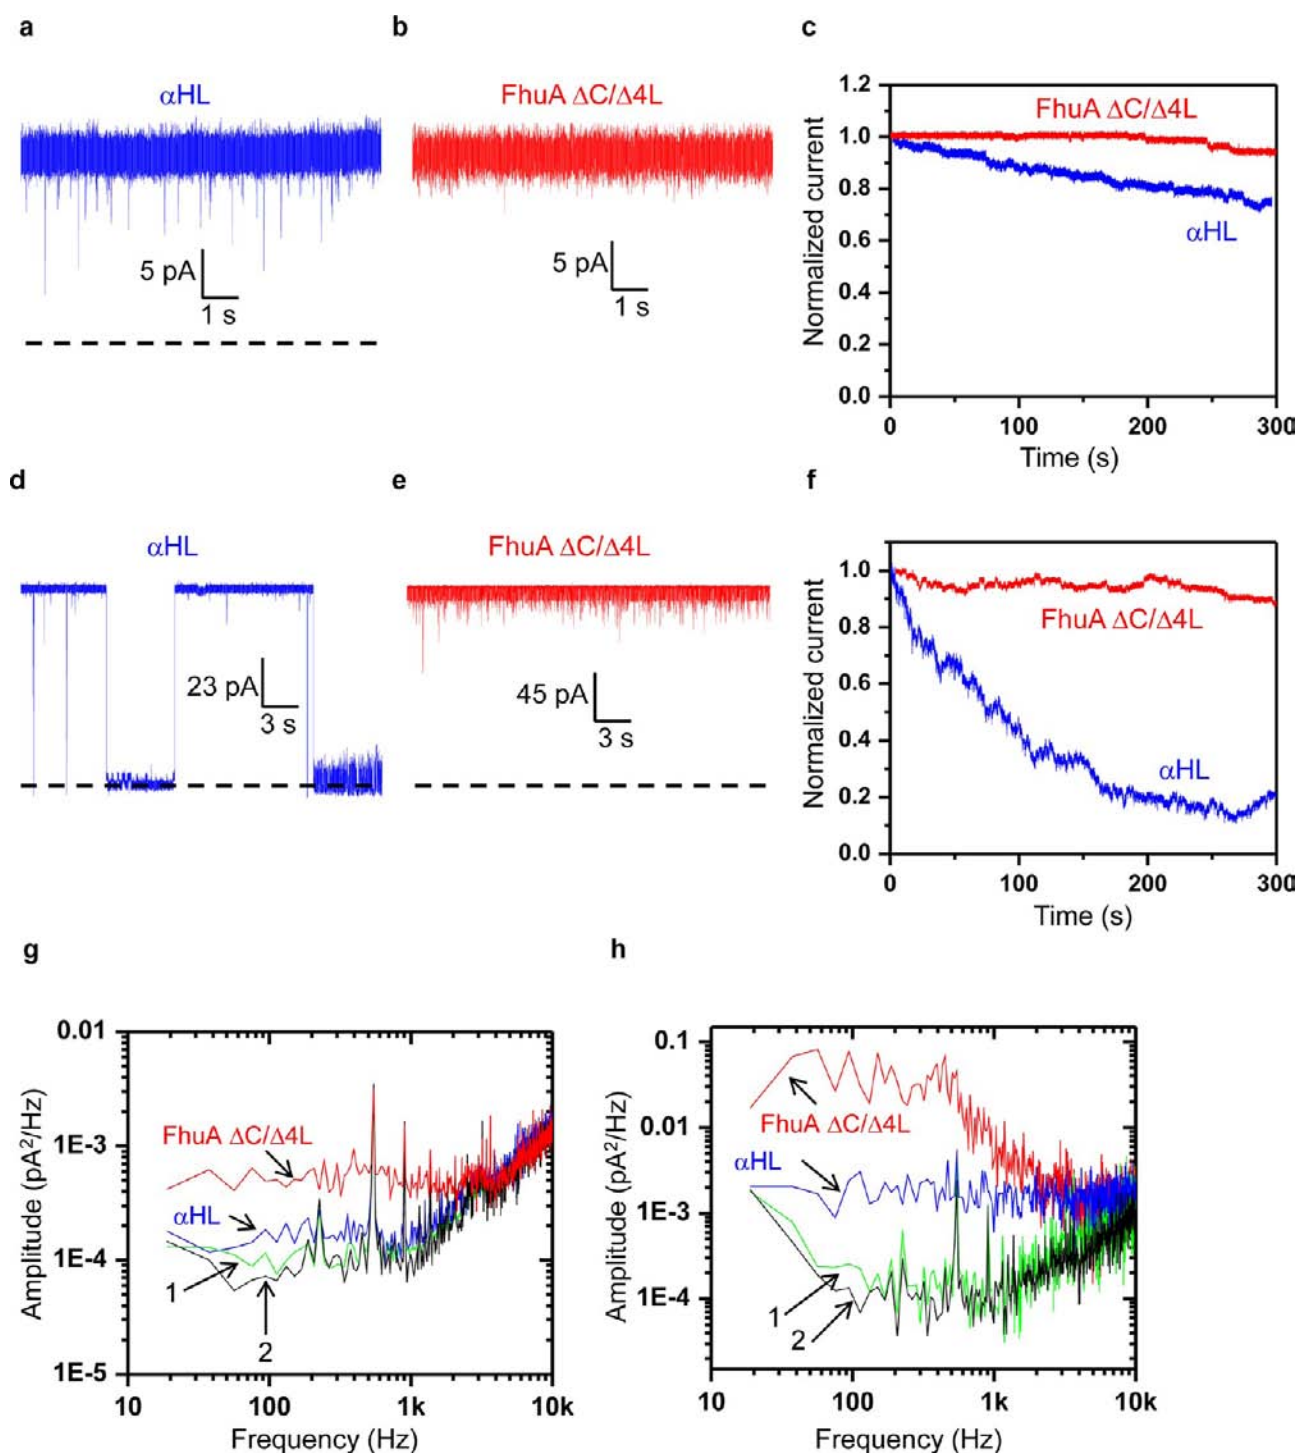 a
b
c
αHL
FhuA ΔC/Δ4L
5 pA
1 s
5 pA
1 s
Normalized current
1.2
1.0
0.8
0.6
0.4
0.2
0.0
FhuA ΔC/Δ4L
αHL
0
100
200
300
Time (s)
d
e
f
αHL
FhuA ΔC/Δ4L
23 pA
3 s
45 pA
3 s
Normalized current
1.0
0.8
0.6
0.4
0.2
0.0
FhuA ΔC/Δ4L
αHL
0
100
200
300
Time (s)
g
h
Amplitude (pA²/Hz)
0.01
1E-3
1E-4
1E-5
FhuA ΔC/Δ4L
αHL
1
2
10
100
1k
10k
Frequency (Hz)
Amplitude (pA²/Hz)
0.1
0.01
1E-3
1E-4
FhuA ΔC/Δ4L
αHL
1
2
10
100
1k
10k
Frequency (Hz)